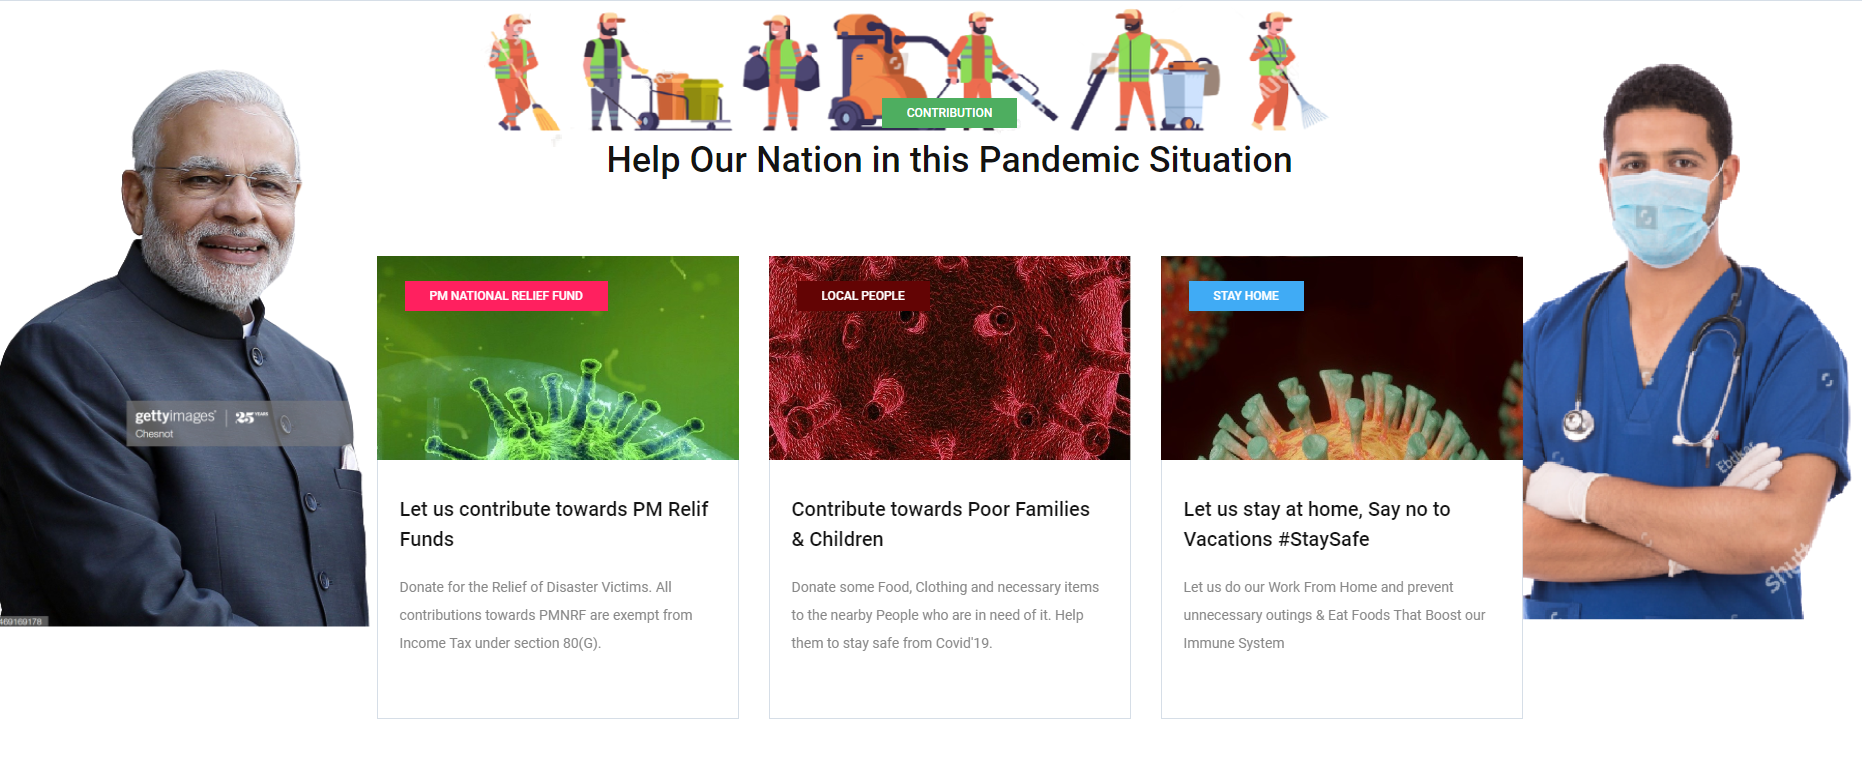 CONTRIBUTION
Help Our Nation in this Pandemic Situation
PM NATIONAL RELIEF FUND
Let us contribute towards PM Relif
Funds
Donate for the Relief of Disaster Victims. All
contributions towards PMNRF are exempt from
Income Tax under section 80(G).
LOCAL PEOPLE
Contribute towards Poor Families
& Children
Donate some Food, Clothing and necessary items
to the nearby People who are in need of it. Help
them to stay safe from Covid'19.
STAY HOME
Let us stay at home, Say no to
Vacations #StaySafe
Let us do our Work From Home and prevent
unnecessary outings & Eat Foods That Boost our
Immune System
gettyimages | 25 YEARS
Chesnot
469169178
shutt